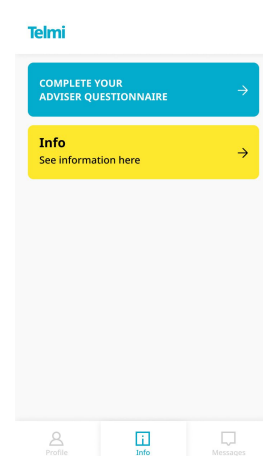 Telmi
COMPLETE YOUR
ADVISER QUESTIONNAIRE
Info
See information here
Profile
Info
Messages